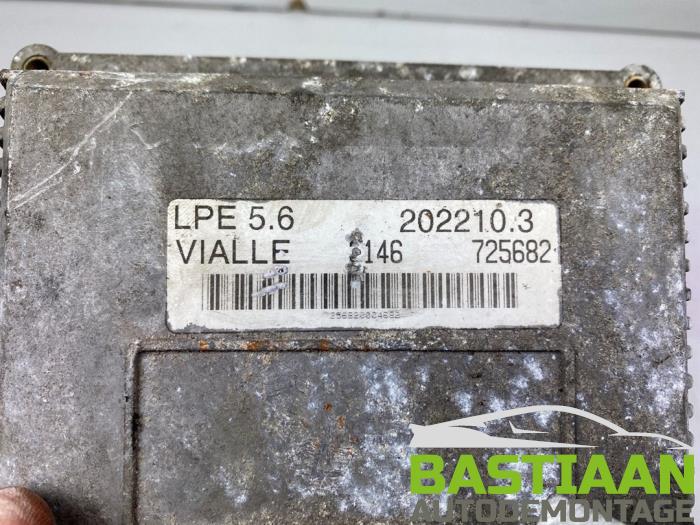 LPE 5.6 202210.3
VIALLE 146 725682
BASTIAAN
AUTODEMONTAGE